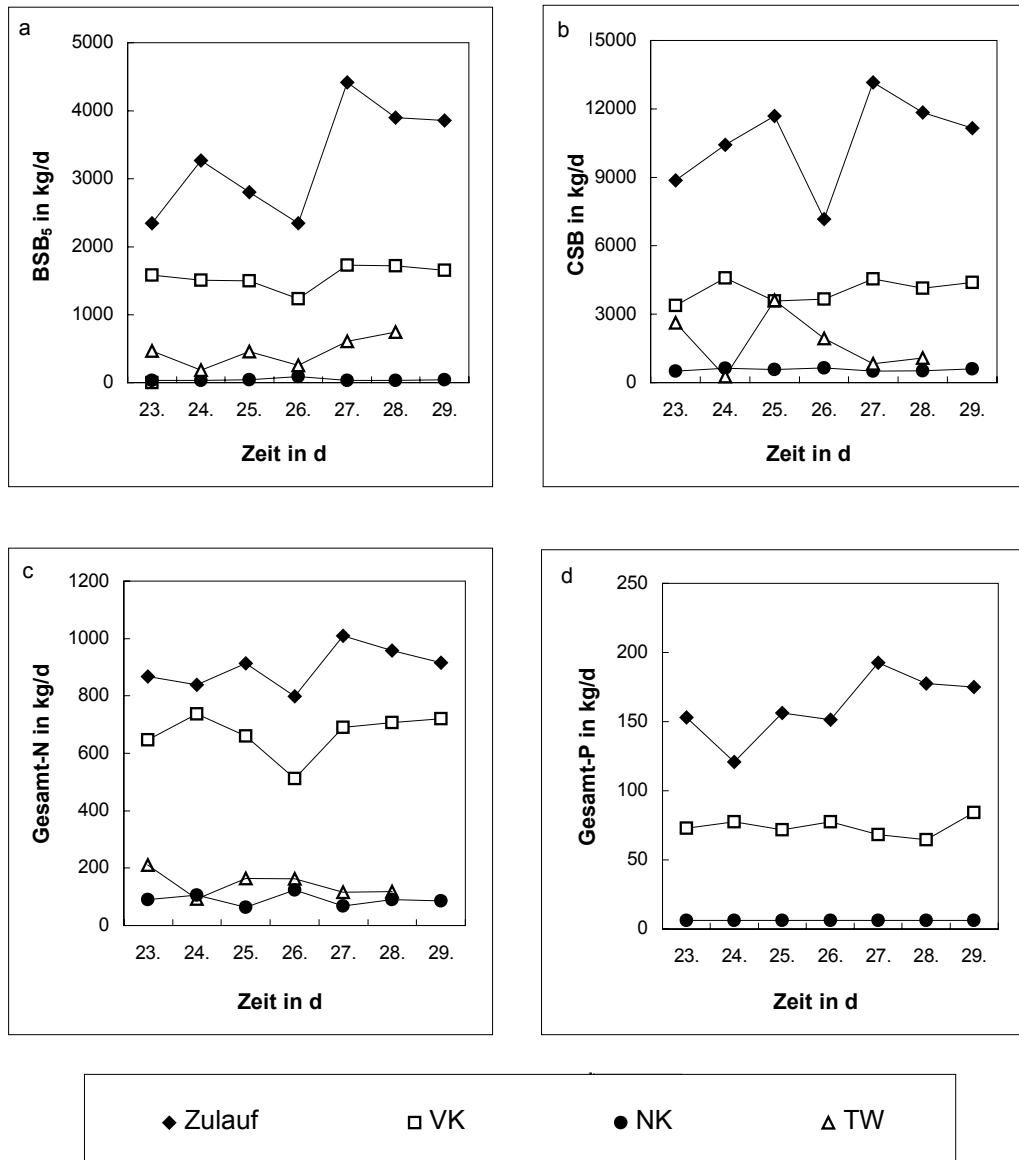 a
5000
4000
3000
2000
1000
0
BSB₅ in kg/d
23. 24. 25. 26. 27. 28. 29.
Zeit in d
b
15000
12000
9000
6000
3000
0
CSB in kg/d
23. 24. 25. 26. 27. 28. 29.
Zeit in d
c
1200
1000
800
600
400
200
0
Gesamt-N in kg/d
23. 24. 25. 26. 27. 28. 29.
Zeit in d
d
250
200
150
100
50
0
Gesamt-P in kg/d
23. 24. 25. 26. 27. 28. 29.
Zeit in d
Zulauf VK NK TW